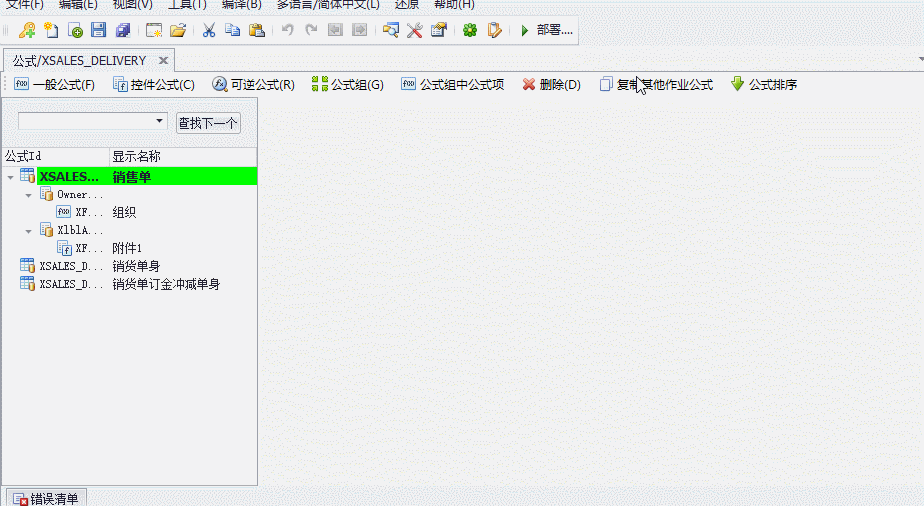 文件(F) 编辑(E) 视图(V) 工具(T) 编译(B) 多语言/简体中文(L) 还原 帮助(H)
部署....
公式/XSALES_DELIVERY
一般公式(F) 控件公式(C) 可逆公式(R) 公式组(G) 公式组中公式项 删除(D) 复制其他作业公式 公式排序
查找下一个
公式Id 显示名称
XSALES... 销售单
Owner...
XF... 组织
XlblA...
XF... 附件1
XSALES_D... 销货单身
XSALES_D... 销货单订金冲减单身
错误清单